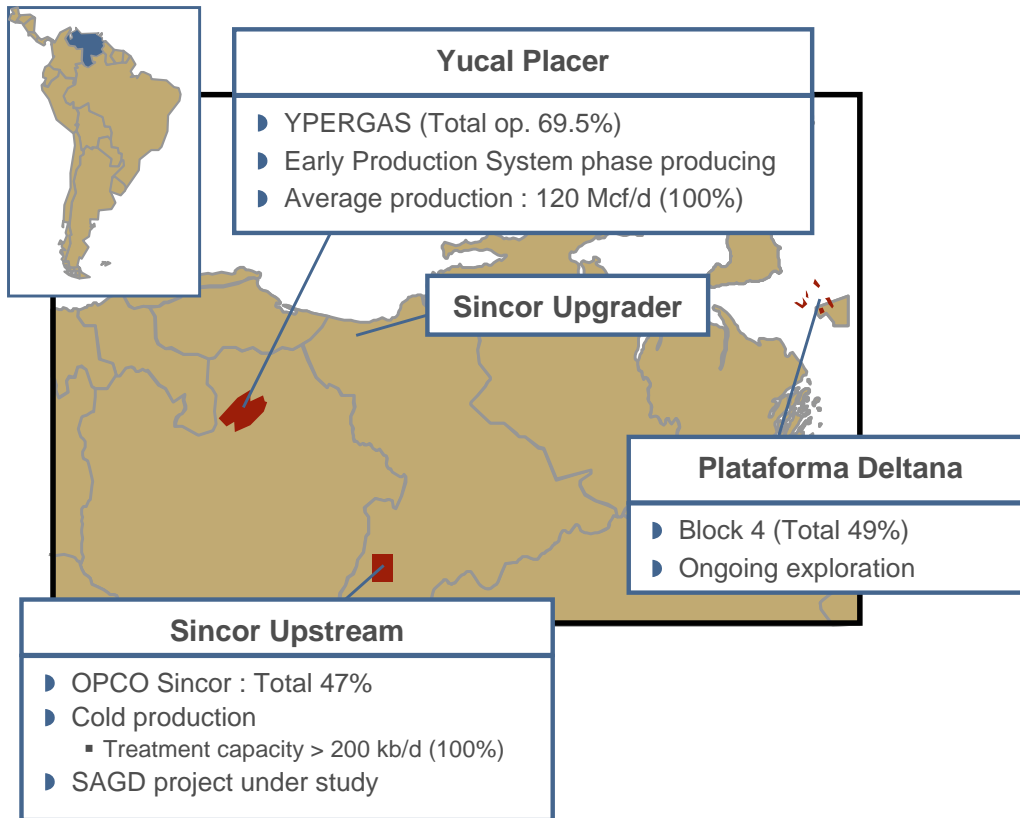 Yucal Placer
YPERGAS (Total op. 69.5%)
Early Production System phase producing
Average production : 120 Mcf/d (100%)
Sincor Upgrader
Plataforma Deltana
Block 4 (Total 49%)
Ongoing exploration
Sincor Upstream
OPCO Sincor : Total 47%
Cold production
Treatment capacity > 200 kb/d (100%)
SAGD project under study